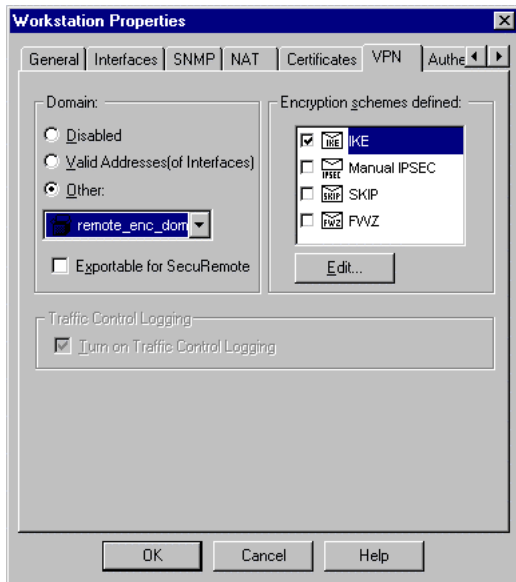 Workstation Properties
General Interfaces SNMP NAT Certificates VPN Authe
Domain:
Disabled
Valid Addresses(of Interfaces)
Other:
remote_enc_dom
Exportable for SecuRemote
Encryption schemes defined:
IKE IKE
IPSEC Manual IPSEC
SKIP SKIP
FWZ FWZ
Edit...
Traffic Control Logging
Turn on Traffic Control Logging
OK Cancel Help